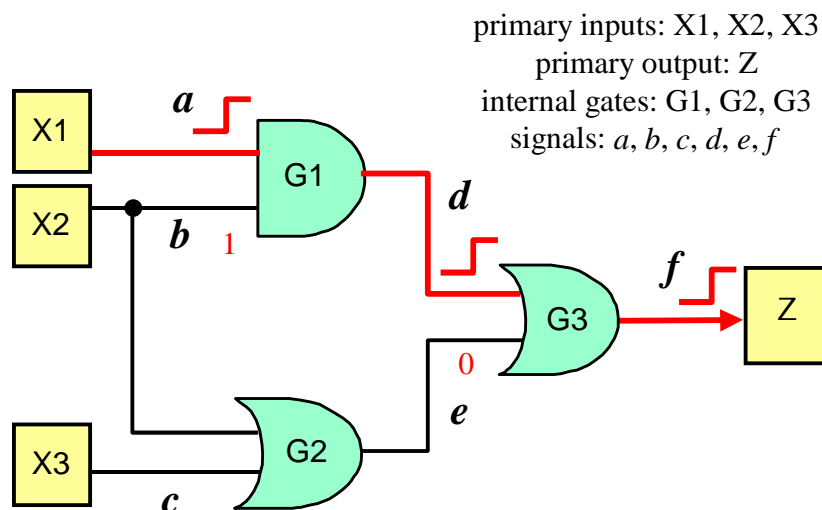 primary inputs: X1, X2, X3
primary output: Z
internal gates: G1, G2, G3
signals: a, b, c, d, e, f
X1
a
G1
X2
b
1
d
f
G3
Z
0
e
X3
G2
c